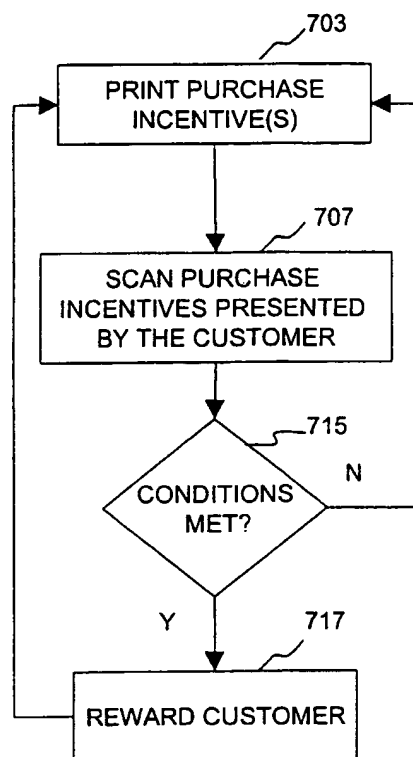 703
PRINT PURCHASE
INCENTIVE(S)
707
SCAN PURCHASE
INCENTIVES PRESENTED
BY THE CUSTOMER
715
CONDITIONS
MET?
N
Y
717
REWARD CUSTOMER